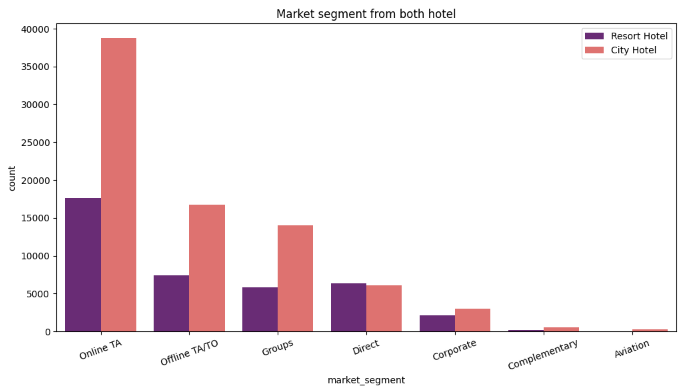 Market segment from both hotel
Resort Hotel
City Hotel
40000
35000
30000
25000
20000
15000
10000
5000
0
count
Online TA
Offline TA/TO
Groups
Direct
Corporate
Complementary
Aviation
market_segment